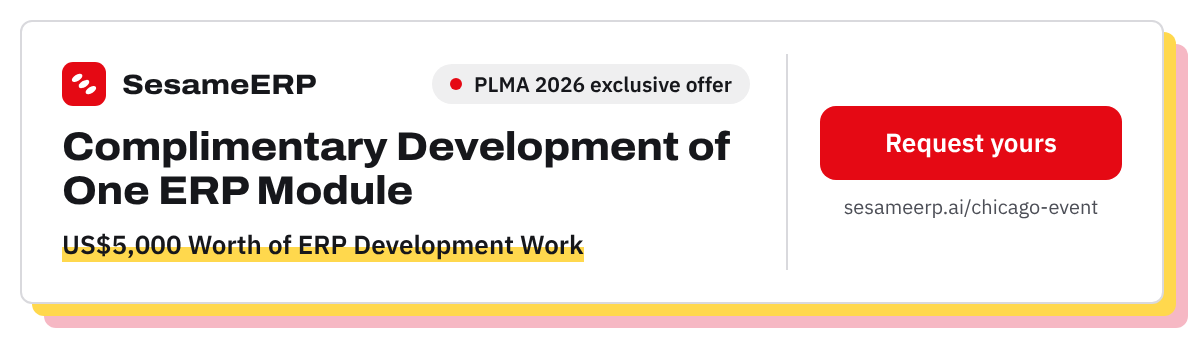 SesameERP
PLMA 2026 exclusive offer
Complimentary Development of
One ERP Module
US$5,000 Worth of ERP Development Work
Request yours
sesameerp.ai/chicago-event